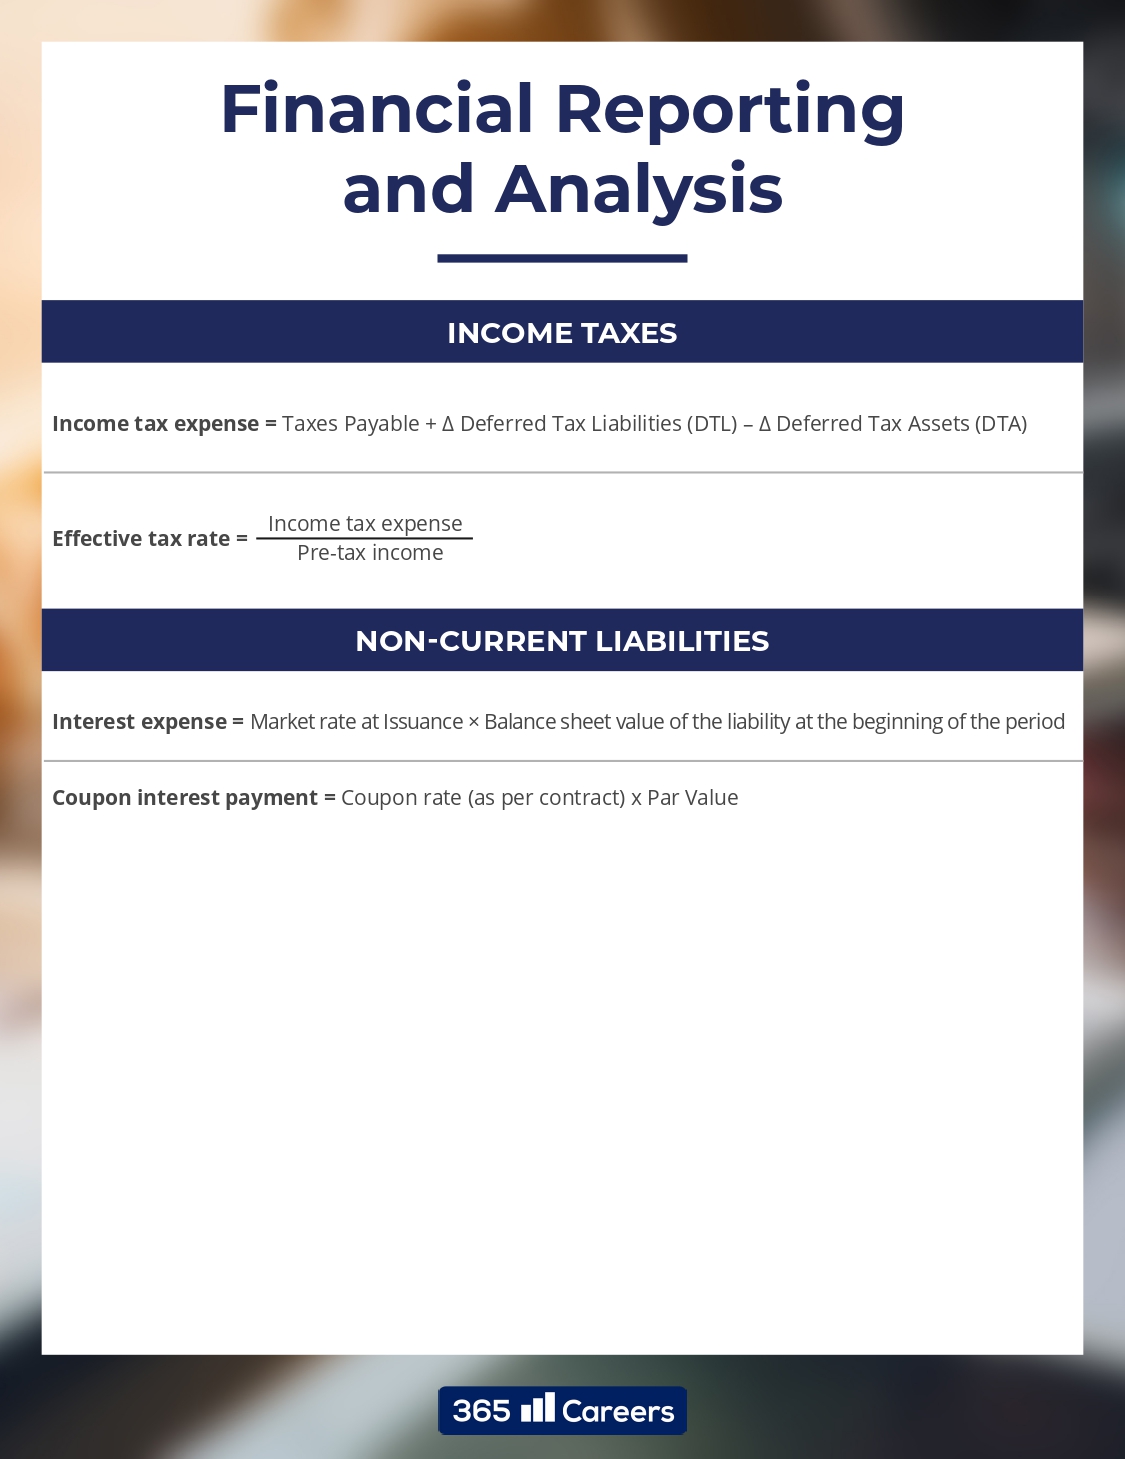 Financial Reporting
and Analysis
INCOME TAXES
Income tax expense = Taxes Payable + Δ Deferred Tax Liabilities (DTL) – Δ Deferred Tax Assets (DTA)
Effective tax rate = Income tax expense
Pre-tax income
NON-CURRENT LIABILITIES
Interest expense = Market rate at Issuance × Balance sheet value of the liability at the beginning of the period
Coupon interest payment = Coupon rate (as per contract) x Par Value
365 Careers